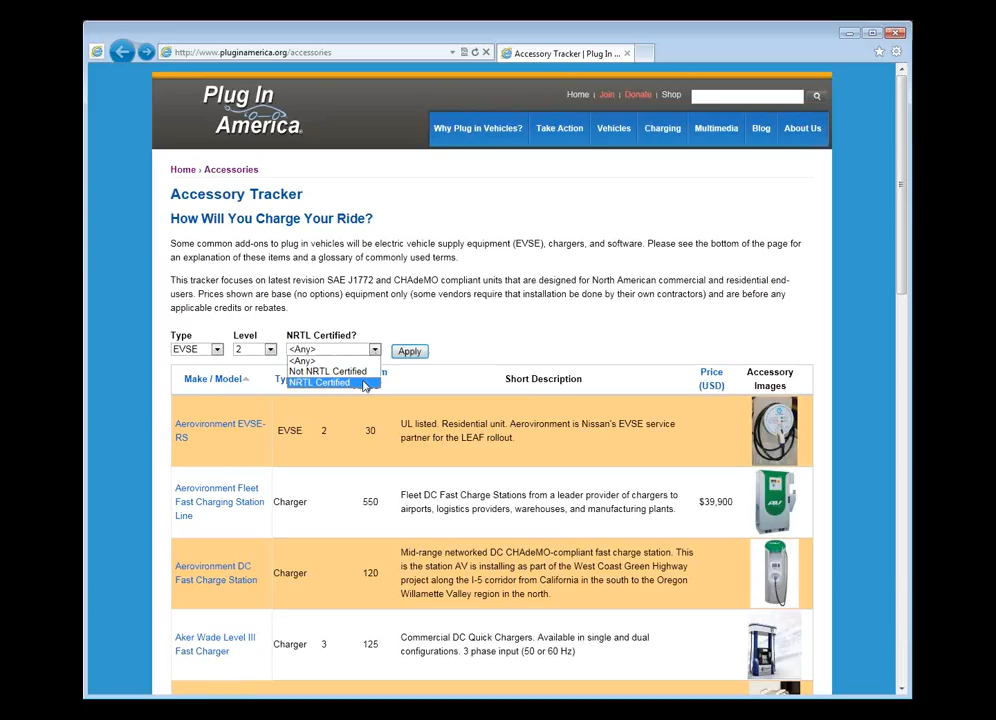 http://www.pluginamerica.org/accessories
Accessory Tracker | Plug In ...
Plug In
America
Home | Join | Donate | Shop
Why Plug in Vehicles? Take Action Vehicles Charging Multimedia Blog About Us
Home › Accessories
Accessory Tracker
How Will You Charge Your Ride?
Some common add-ons to plug in vehicles will be electric vehicle supply equipment (EVSE), chargers, and software. Please see the bottom of the page for
an explanation of these items and a glossary of commonly used terms.
This tracker focuses on latest revision SAE J1772 and CHAdeMO compliant units that are designed for North American commercial and residential end-
users. Prices shown are base (no options) equipment only (some vendors require that installation be done by their own contractors) and are before any
applicable credits or rebates.
Type Level NRTL Certified?
EVSE 2 <Any> Apply
<Any>
Not NRTL Certified
NRTL Certified
Make / Model Short Description Price
(USD) Accessory
Images
Aerovironment EVSE-
RS
EVSE 2 30
UL listed. Residential unit. Aerovironment is Nissan's EVSE service
partner for the LEAF rollout.
Aerovironment Fleet
Fast Charging Station
Line
Charger 550
Fleet DC Fast Charge Stations from a leader provider of chargers to
airports, logistics providers, warehouses, and manufacturing plants.
$39,900
Aerovironment DC
Fast Charge Station
Charger 120
Mid-range networked DC CHAdeMO-compliant fast charge station. This
is the station AV is installing as part of the West Coast Green Highway
project along the I-5 corridor from California in the south to the Oregon
Willamette Valley region in the north.
Aker Wade Level III
Fast Charger
Charger 3 125
Commercial DC Quick Chargers. Available in single and dual
configurations. 3 phase input (50 or 60 Hz)